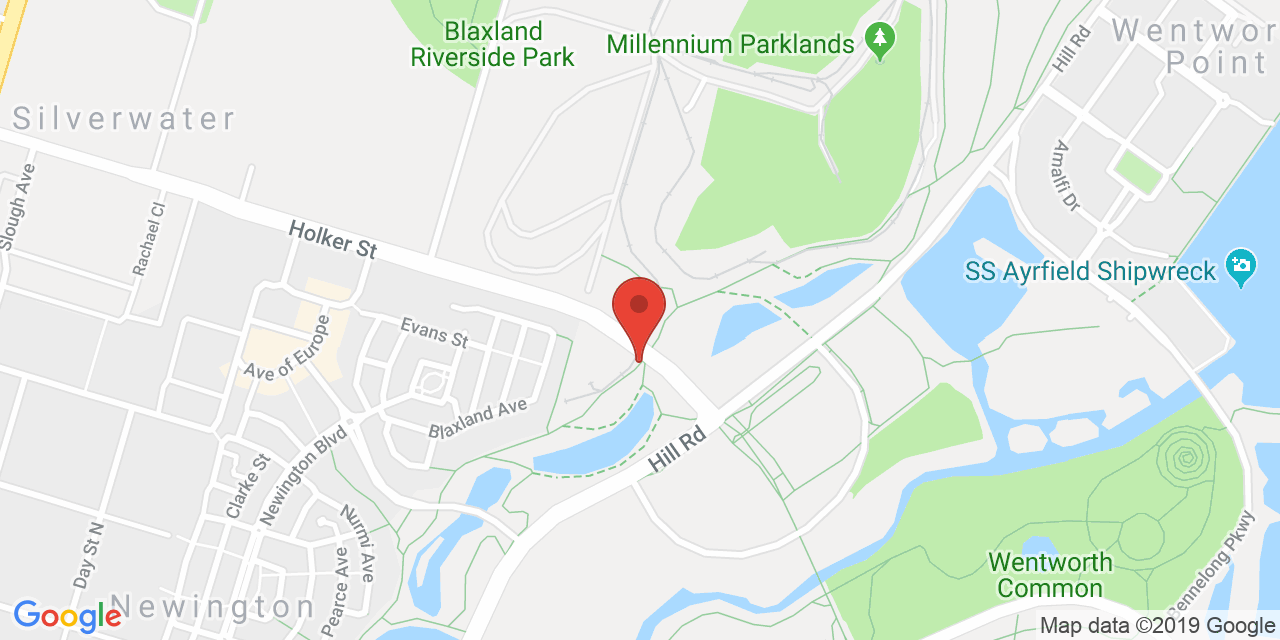 Blaxland
Riverside Park
Millennium Parklands
Hill Rd
Wentwor
Point
Silverwater
Slough Ave
Rachael Cl
Holker St
Amalfi Dr
SS Ayrfield Shipwreck
Evans St
Ave of Europe
Blaxland Ave
Newington Blvd
Hill Rd
Clarke St
Nurmi Ave
Day St N
Pearce Ave
Wentworth
Common
Bennelong Pkwy
Newington
Google
Map data ©2019 Google